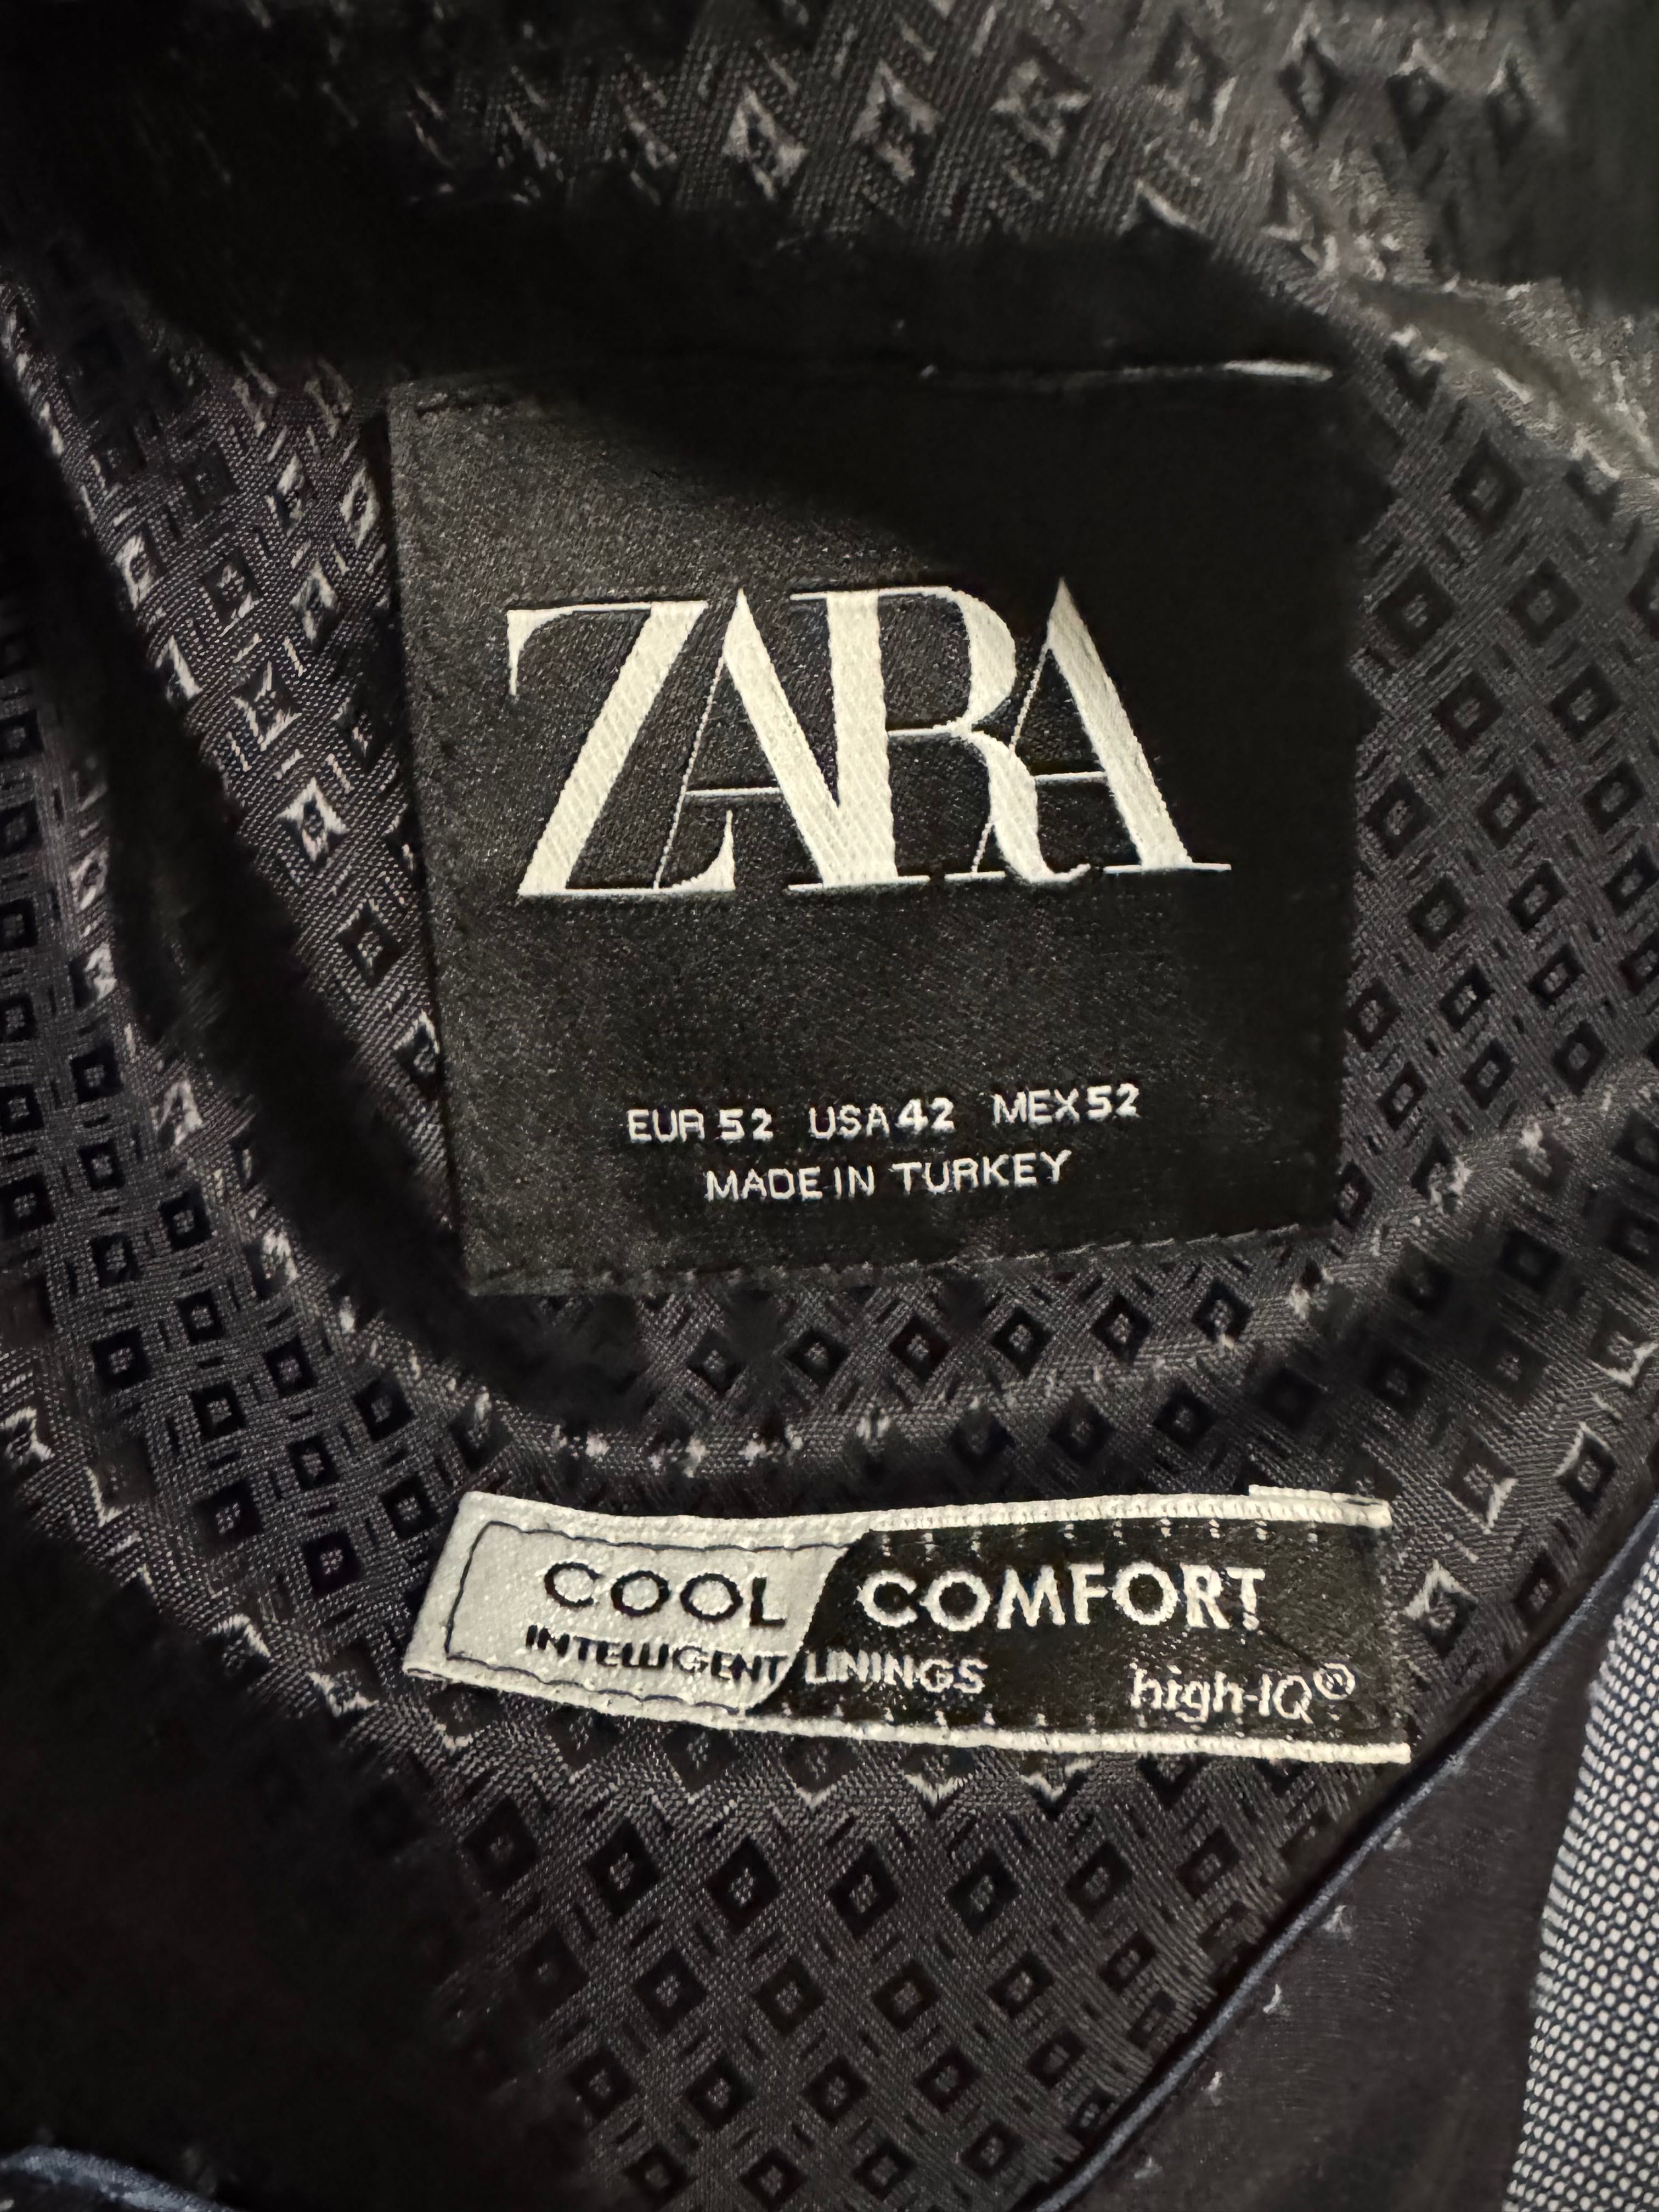 ZARA
EUR 52 USA 42 MEX 52
MADE IN TURKEY
COOL COMFORT
INTELLIGENT LININGS
high-IQ®